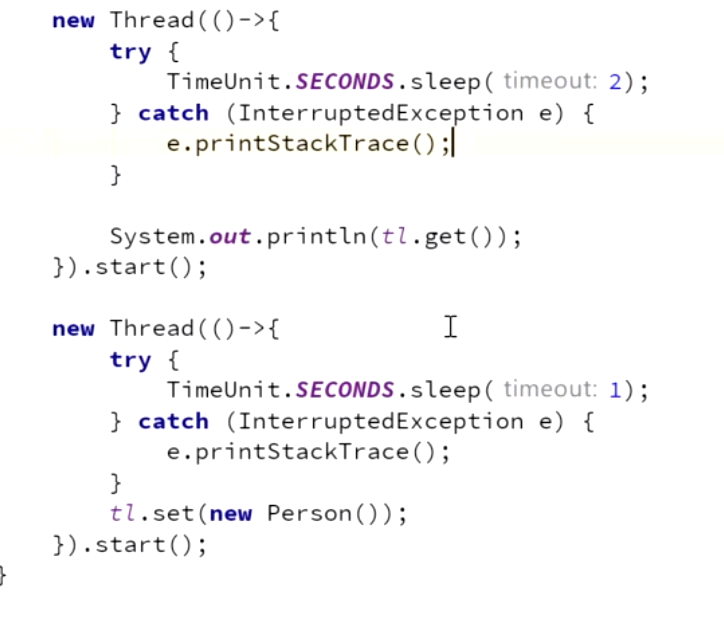 new Thread(()->{
try {
TimeUnit.SECONDS.sleep( timeout: 2);
} catch (InterruptedException e) {
e.printStackTrace();
}
System.out.println(tl.get());
}).start();
new Thread(()->{
try {
TimeUnit.SECONDS.sleep( timeout: 1);
} catch (InterruptedException e) {
e.printStackTrace();
}
tl.set(new Person());
}).start();
}